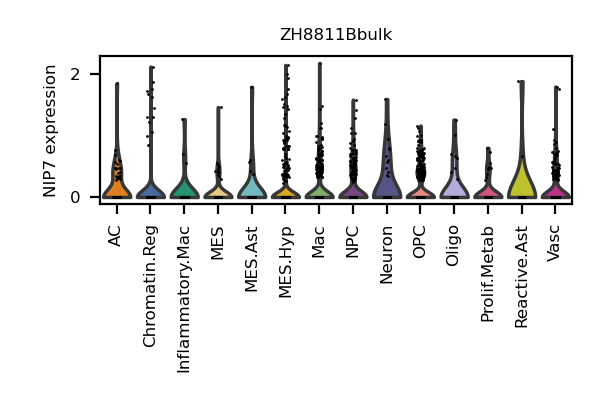 ZH8811Bbulk
NIP7 expression
2
0
AC
Chromatin.Reg
Inflammatory.Mac
MES
MES.Ast
MES.Hyp
Mac
NPC
Neuron
OPC
Oligo
Prolif.Metab
Reactive.Ast
Vasc